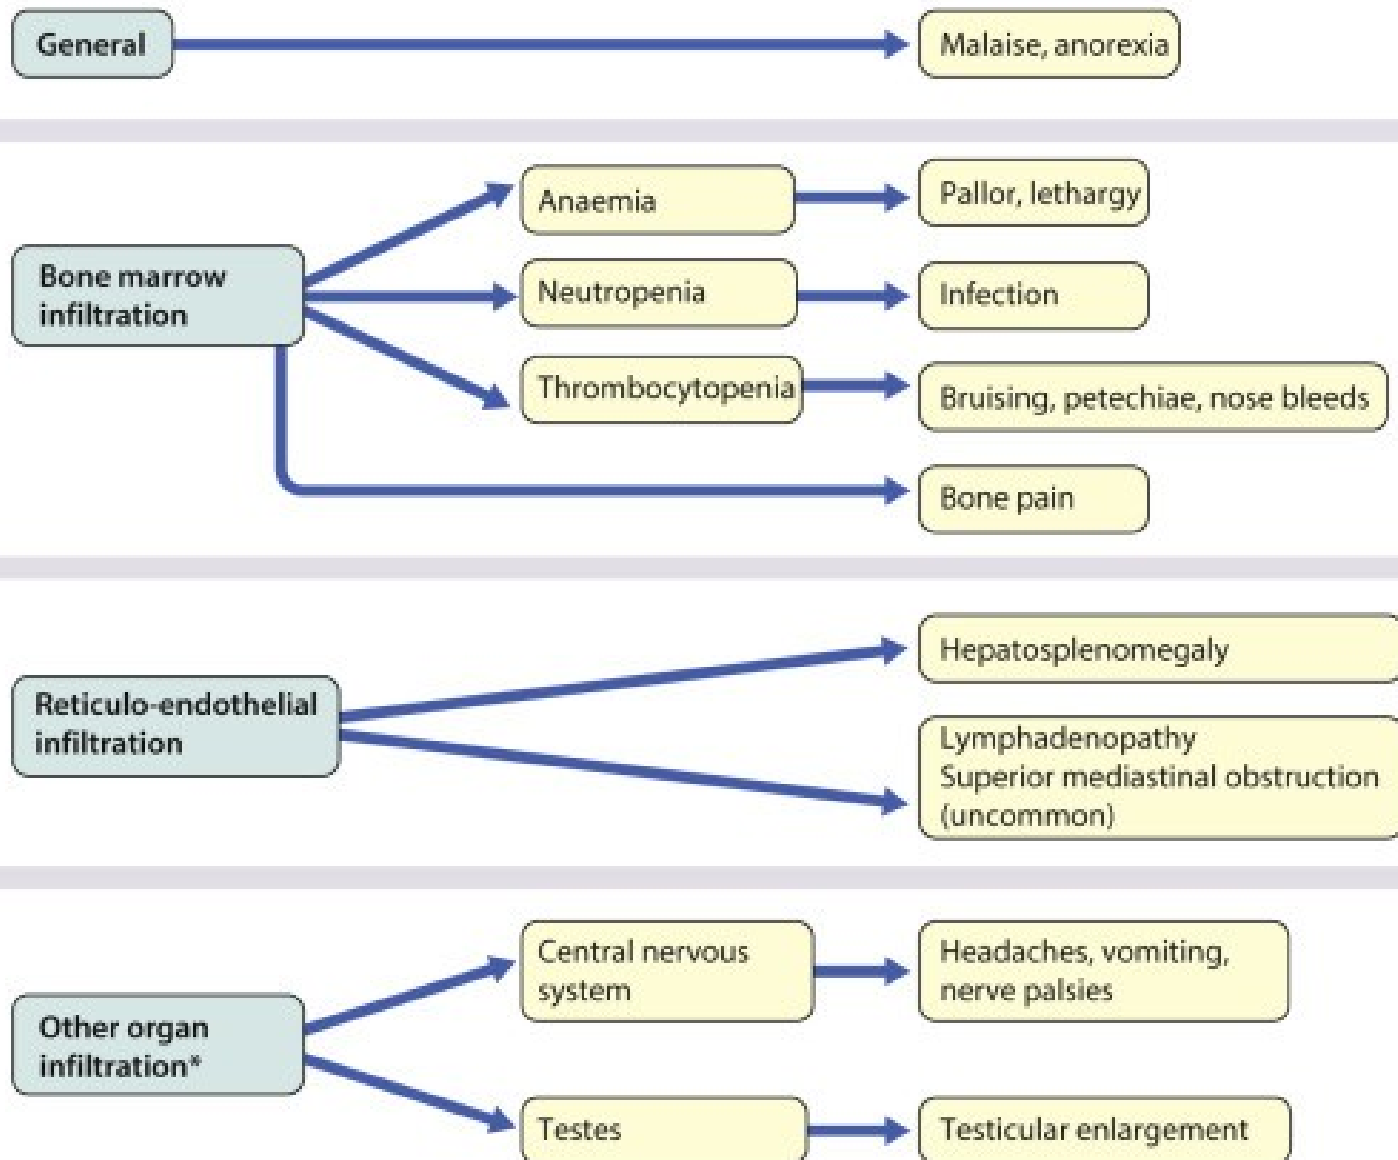 General
Malaise, anorexia
Bone marrow
infiltration
Anaemia
Pallor, lethargy
Neutropenia
Infection
Thrombocytopenia
Bruising, petechiae, nose bleeds
Bone pain
Reticulo-endothelial
infiltration
Hepatosplenomegaly
Lymphadenopathy
Superior mediastinal obstruction
(uncommon)
Other organ
infiltration*
Central nervous
system
Headaches, vomiting,
nerve palsies
Testes
Testicular enlargement